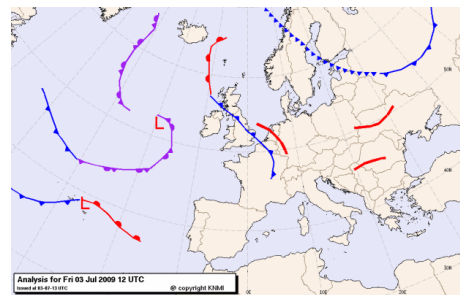 L
L
Analysis for Fri 03 Jul 2009 12 UTC
Issued at 03-07-13 UTC @ copyright KNMI